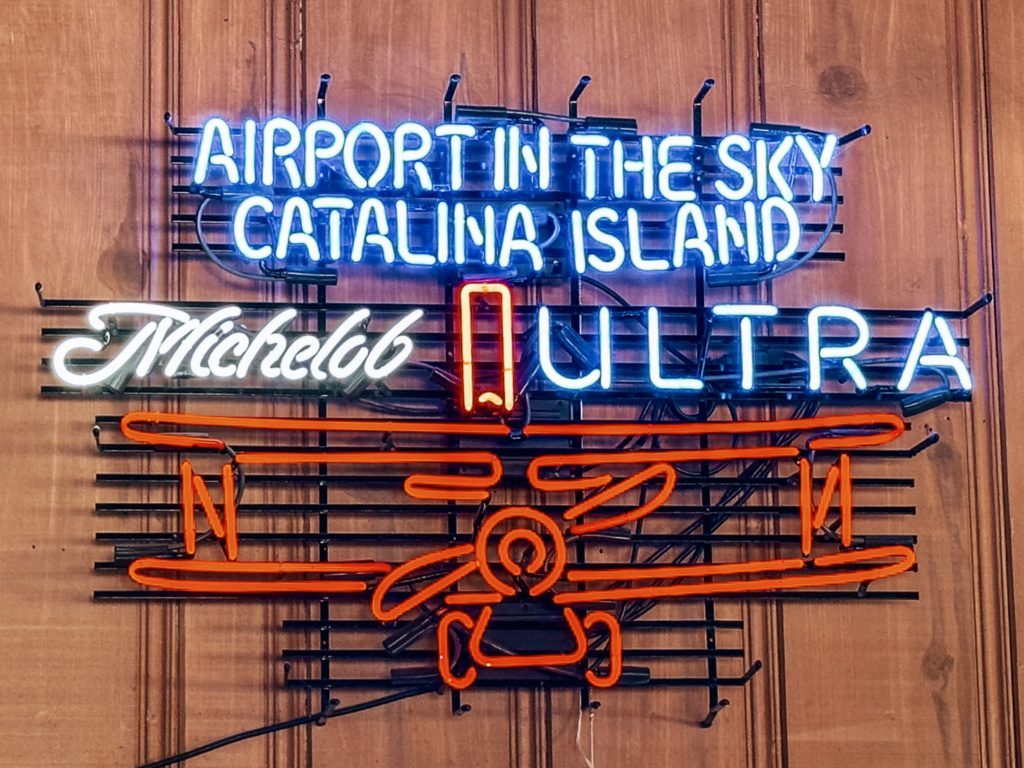 AIRPORT IN THE SKY
CATALINA ISLAND
Michelob ULTRA